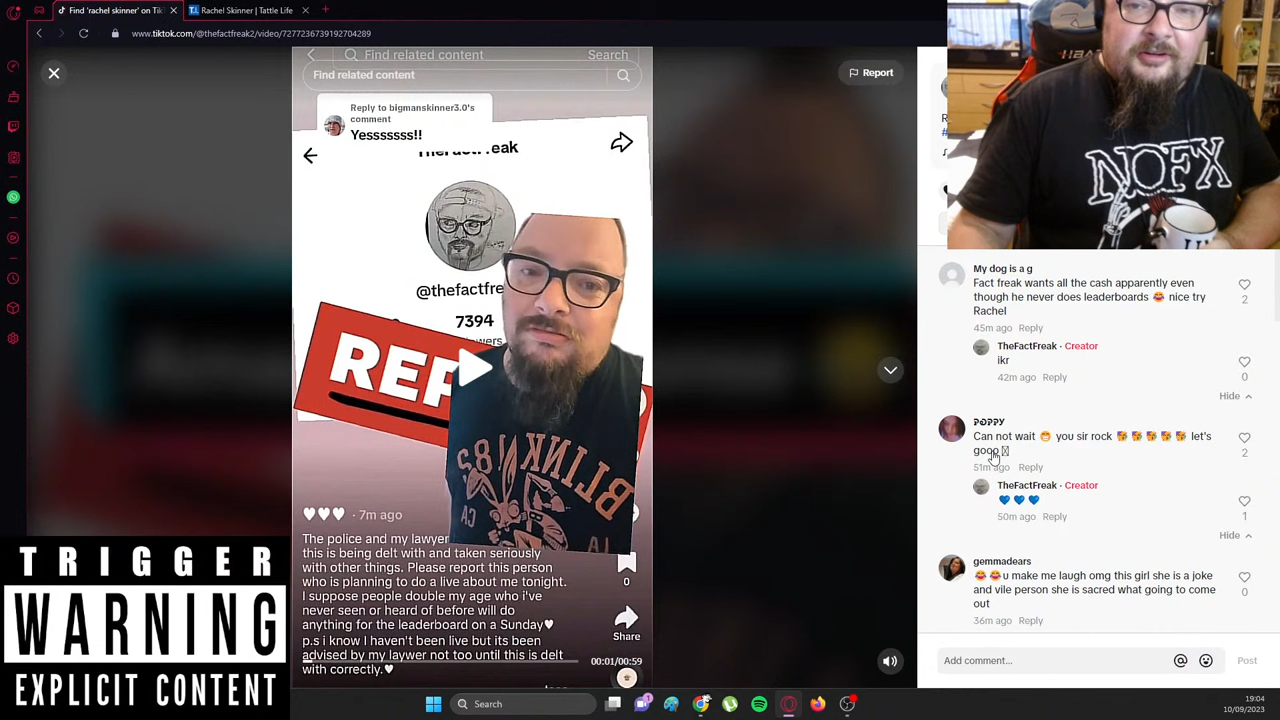 Find 'rachel skinner' on Tik
T.L Rachel Skinner | Tattle Life
www.tiktok.com/@thefactfreak2/video/7277236739192704289
Find related content
Search
Find related content
Report
Reply to bigmanskinner3.0's
comment
Yesssssss!!
TheFactFreak
@thefactfre
7394
REP
BLINK 182
CA
♥♥♥ · 7m ago
The police and my lawyer
this is being delt with and taken seriously
with other things. Please report this person
who is planning to do a live about me tonight.
I suppose people double my age who i've
never seen or heard of before will do
anything for the leaderboard on a Sunday♥
p.s i know I haven't been live but its been
advised by my laywer not too until this is delt
with correctly.♥
0
Share
00:01/00:59
NOFX
My dog is a g
Fact freak wants all the cash apparently even
though he never does leaderboards 😂 nice try
Rachel
2
45m ago Reply
TheFactFreak · Creator
ikr
0
42m ago Reply
Hide
POPPY
Can not wait 😁 you sir rock 🥰 🥰 🥰 🥰 🥰 let's
gooo
2
51m ago Reply
TheFactFreak · Creator
💙 💙 💙
1
50m ago Reply
Hide
gemmadears
😂 😂u make me laugh omg this girl she is a joke
and vile person she is sacred what going to come
out
0
36m ago Reply
Add comment...
Post
TRIGGER
WARNING
EXPLICIT CONTENT
Search
1
19:04
10/09/2023